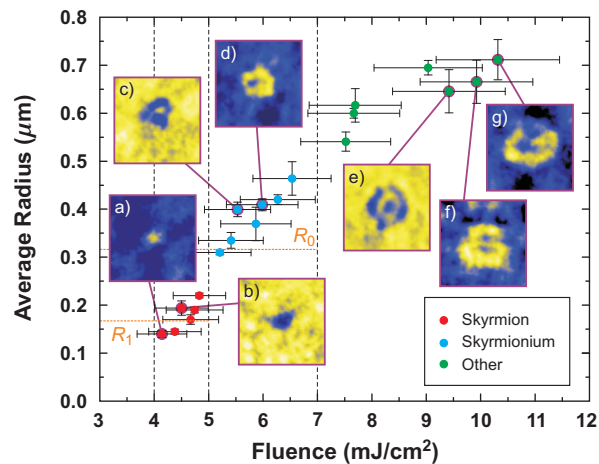 0.8
0.7
0.6
0.5
0.4
0.3
0.2
0.1
0.0
Average Radius (μm)
3 4 5 6 7 8 9 10 11 12
Fluence (mJ/cm²)
a)
b)
c)
d)
e)
f)
g)
R₀
R₁
Skyrmion
Skyrmionium
Other